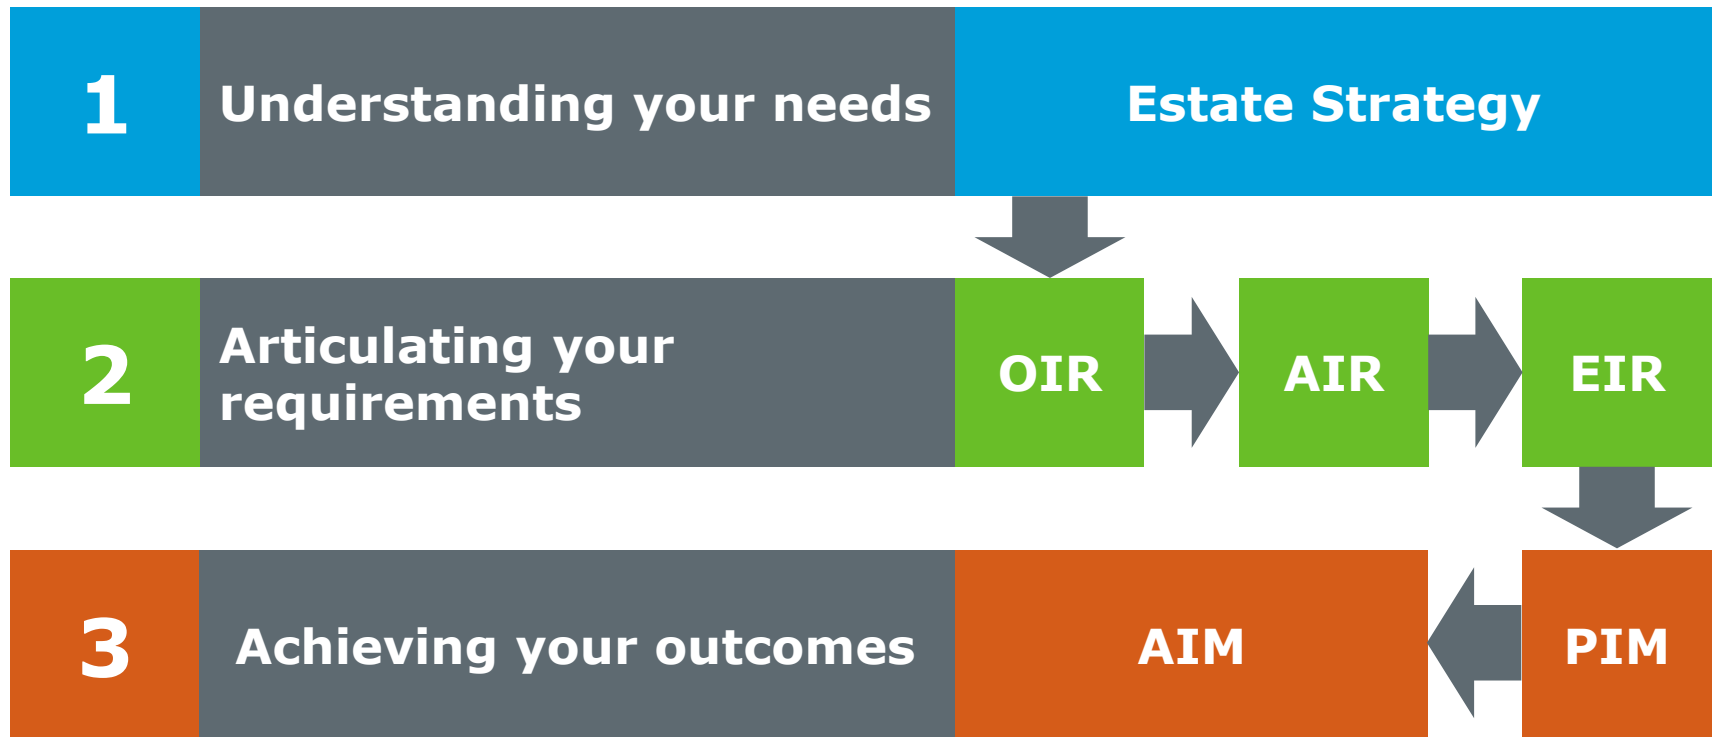 1
Understanding your needs
Estate Strategy
2
Articulating your
requirements
OIR
AIR
EIR
3
Achieving your outcomes
AIM
PIM